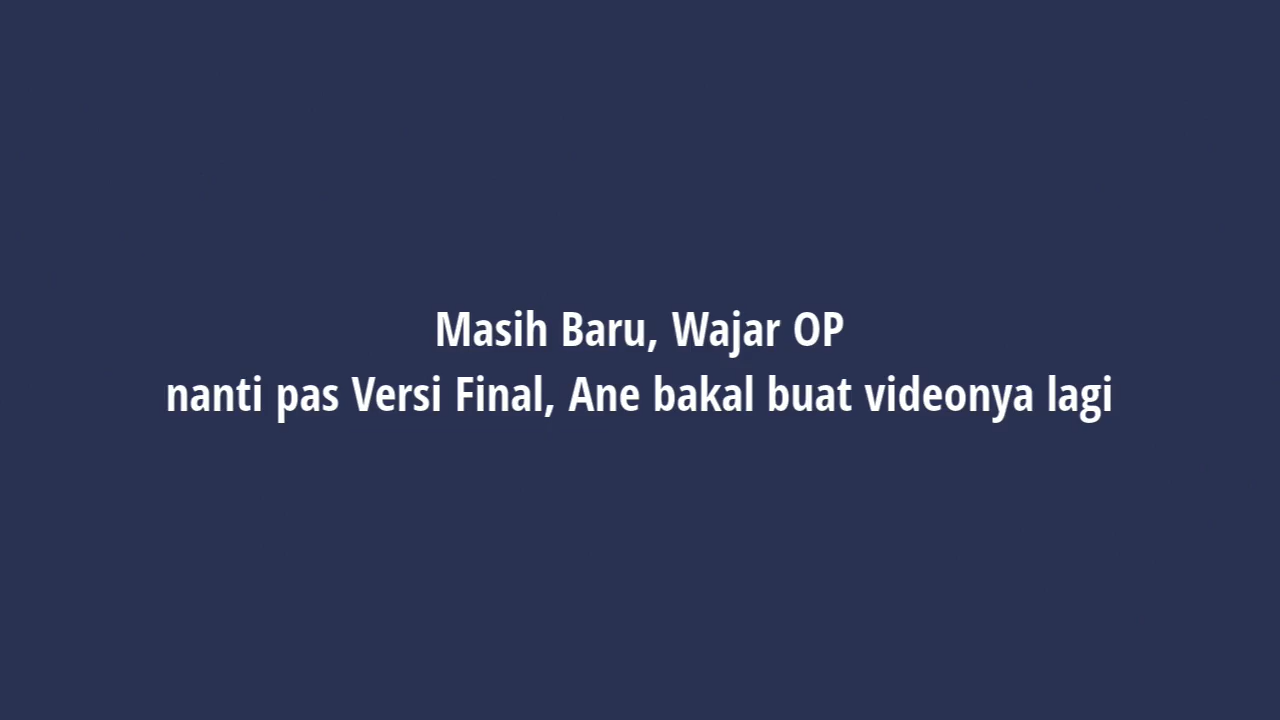 Masih Baru, Wajar OP
nanti pas Versi Final, Ane bakal buat videonya lagi